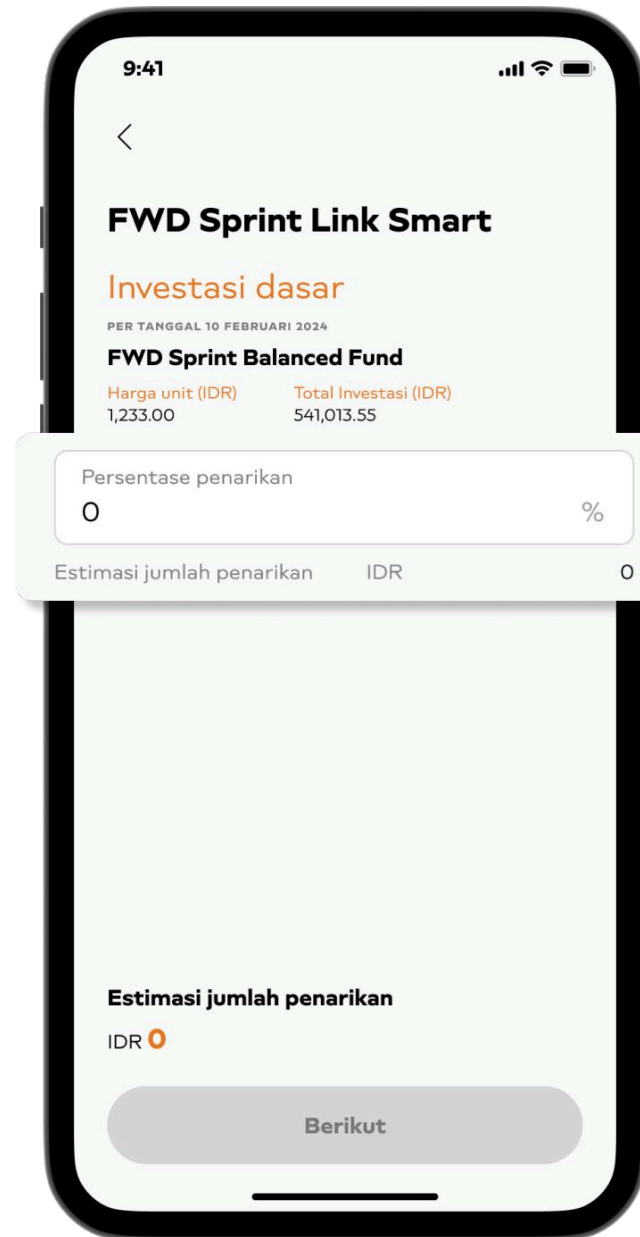 9:41
FWD Sprint Link Smart
Investasi dasar
PER TANGGAL 10 FEBRUARI 2024
FWD Sprint Balanced Fund
Harga unit (IDR) Total Investasi (IDR)
1,233.00 541,013.55
Persentase penarikan
0 %
Estimasi jumlah penarikan IDR 0
Estimasi jumlah penarikan
IDR 0
Berikut